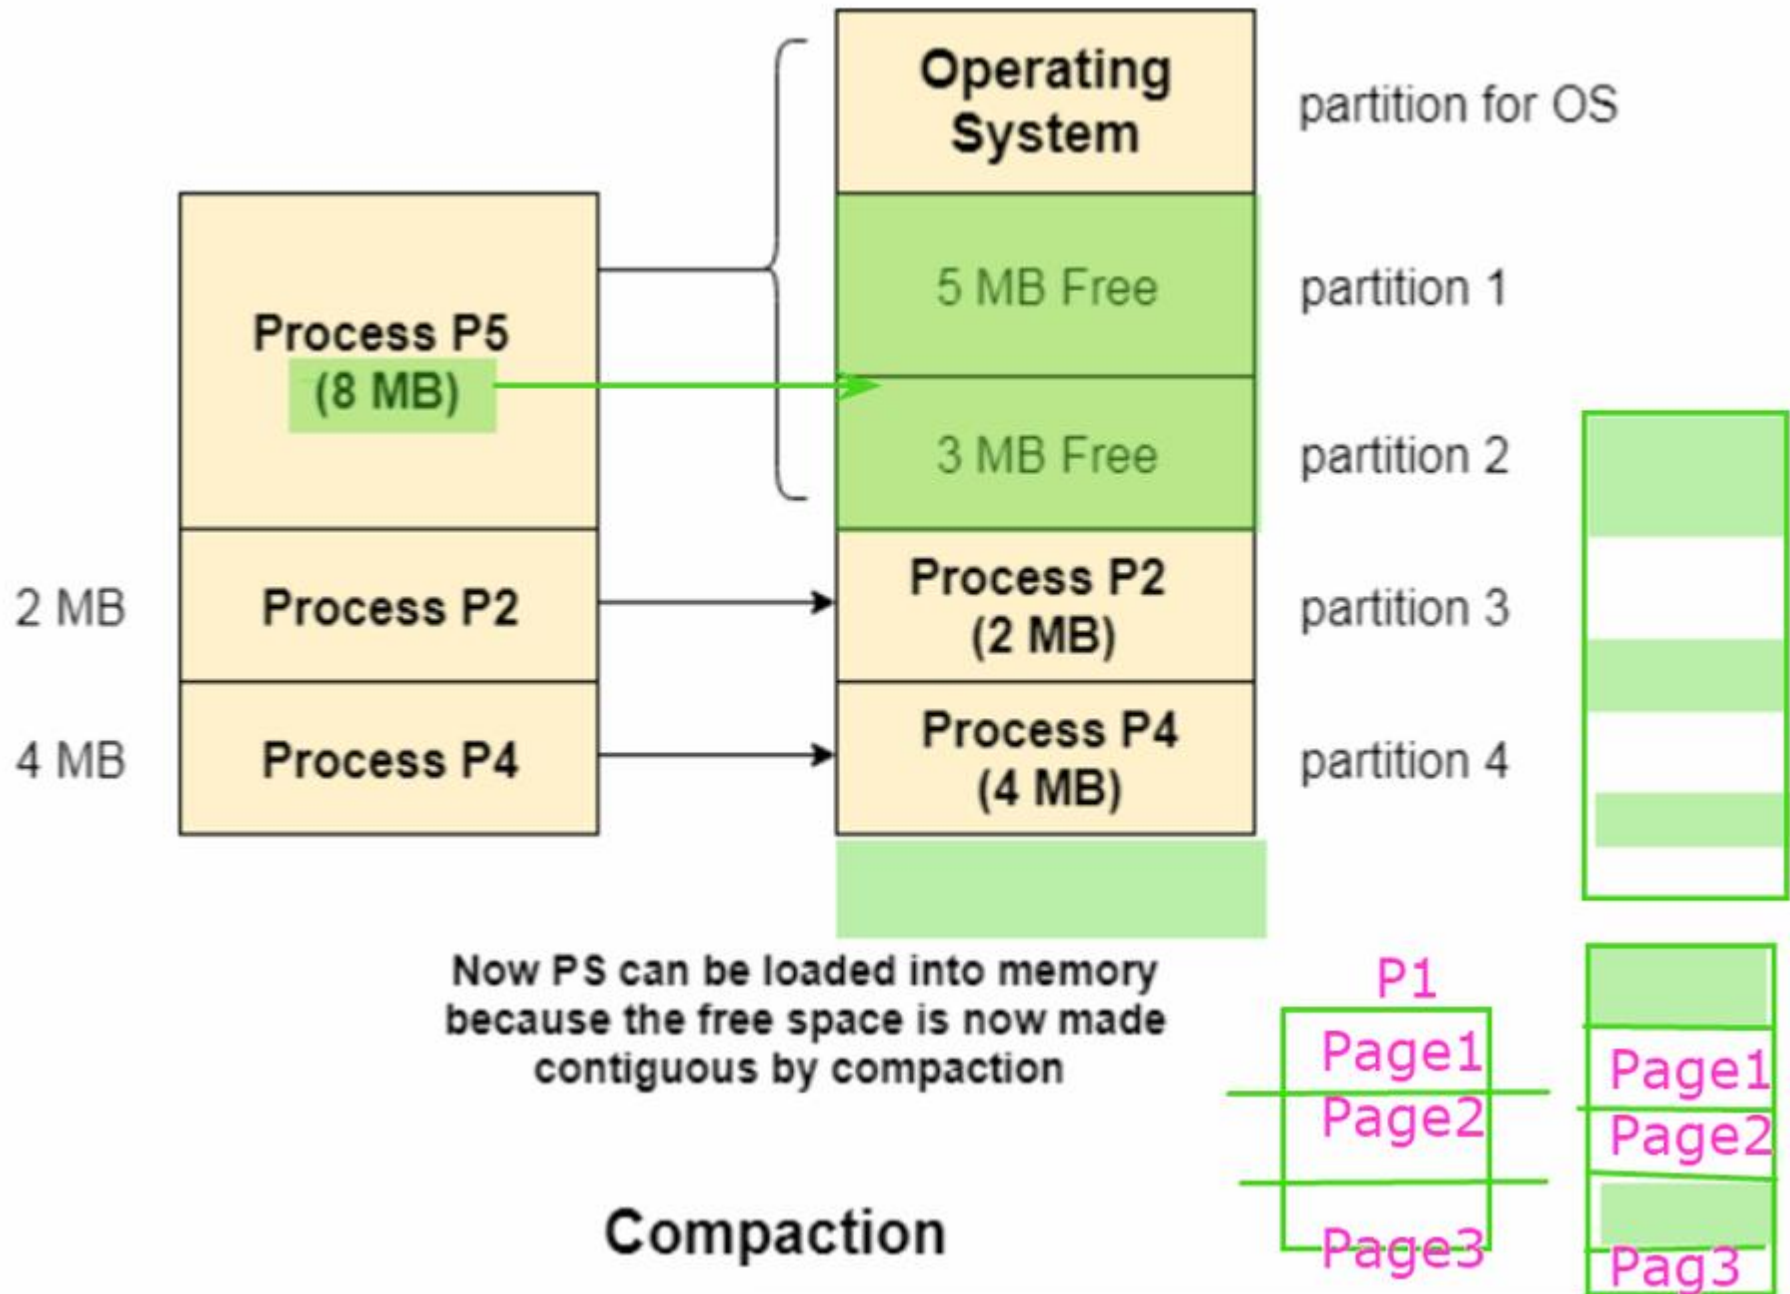 Operating
System
partition for OS
5 MB Free
partition 1
Process P5
(8 MB)
3 MB Free
partition 2
2 MB
Process P2
Process P2
(2 MB)
partition 3
4 MB
Process P4
Process P4
(4 MB)
partition 4
Now PS can be loaded into memory
because the free space is now made
contiguous by compaction
Compaction
P1
Page1
Page2
Page3
Page1
Page2
Pag3